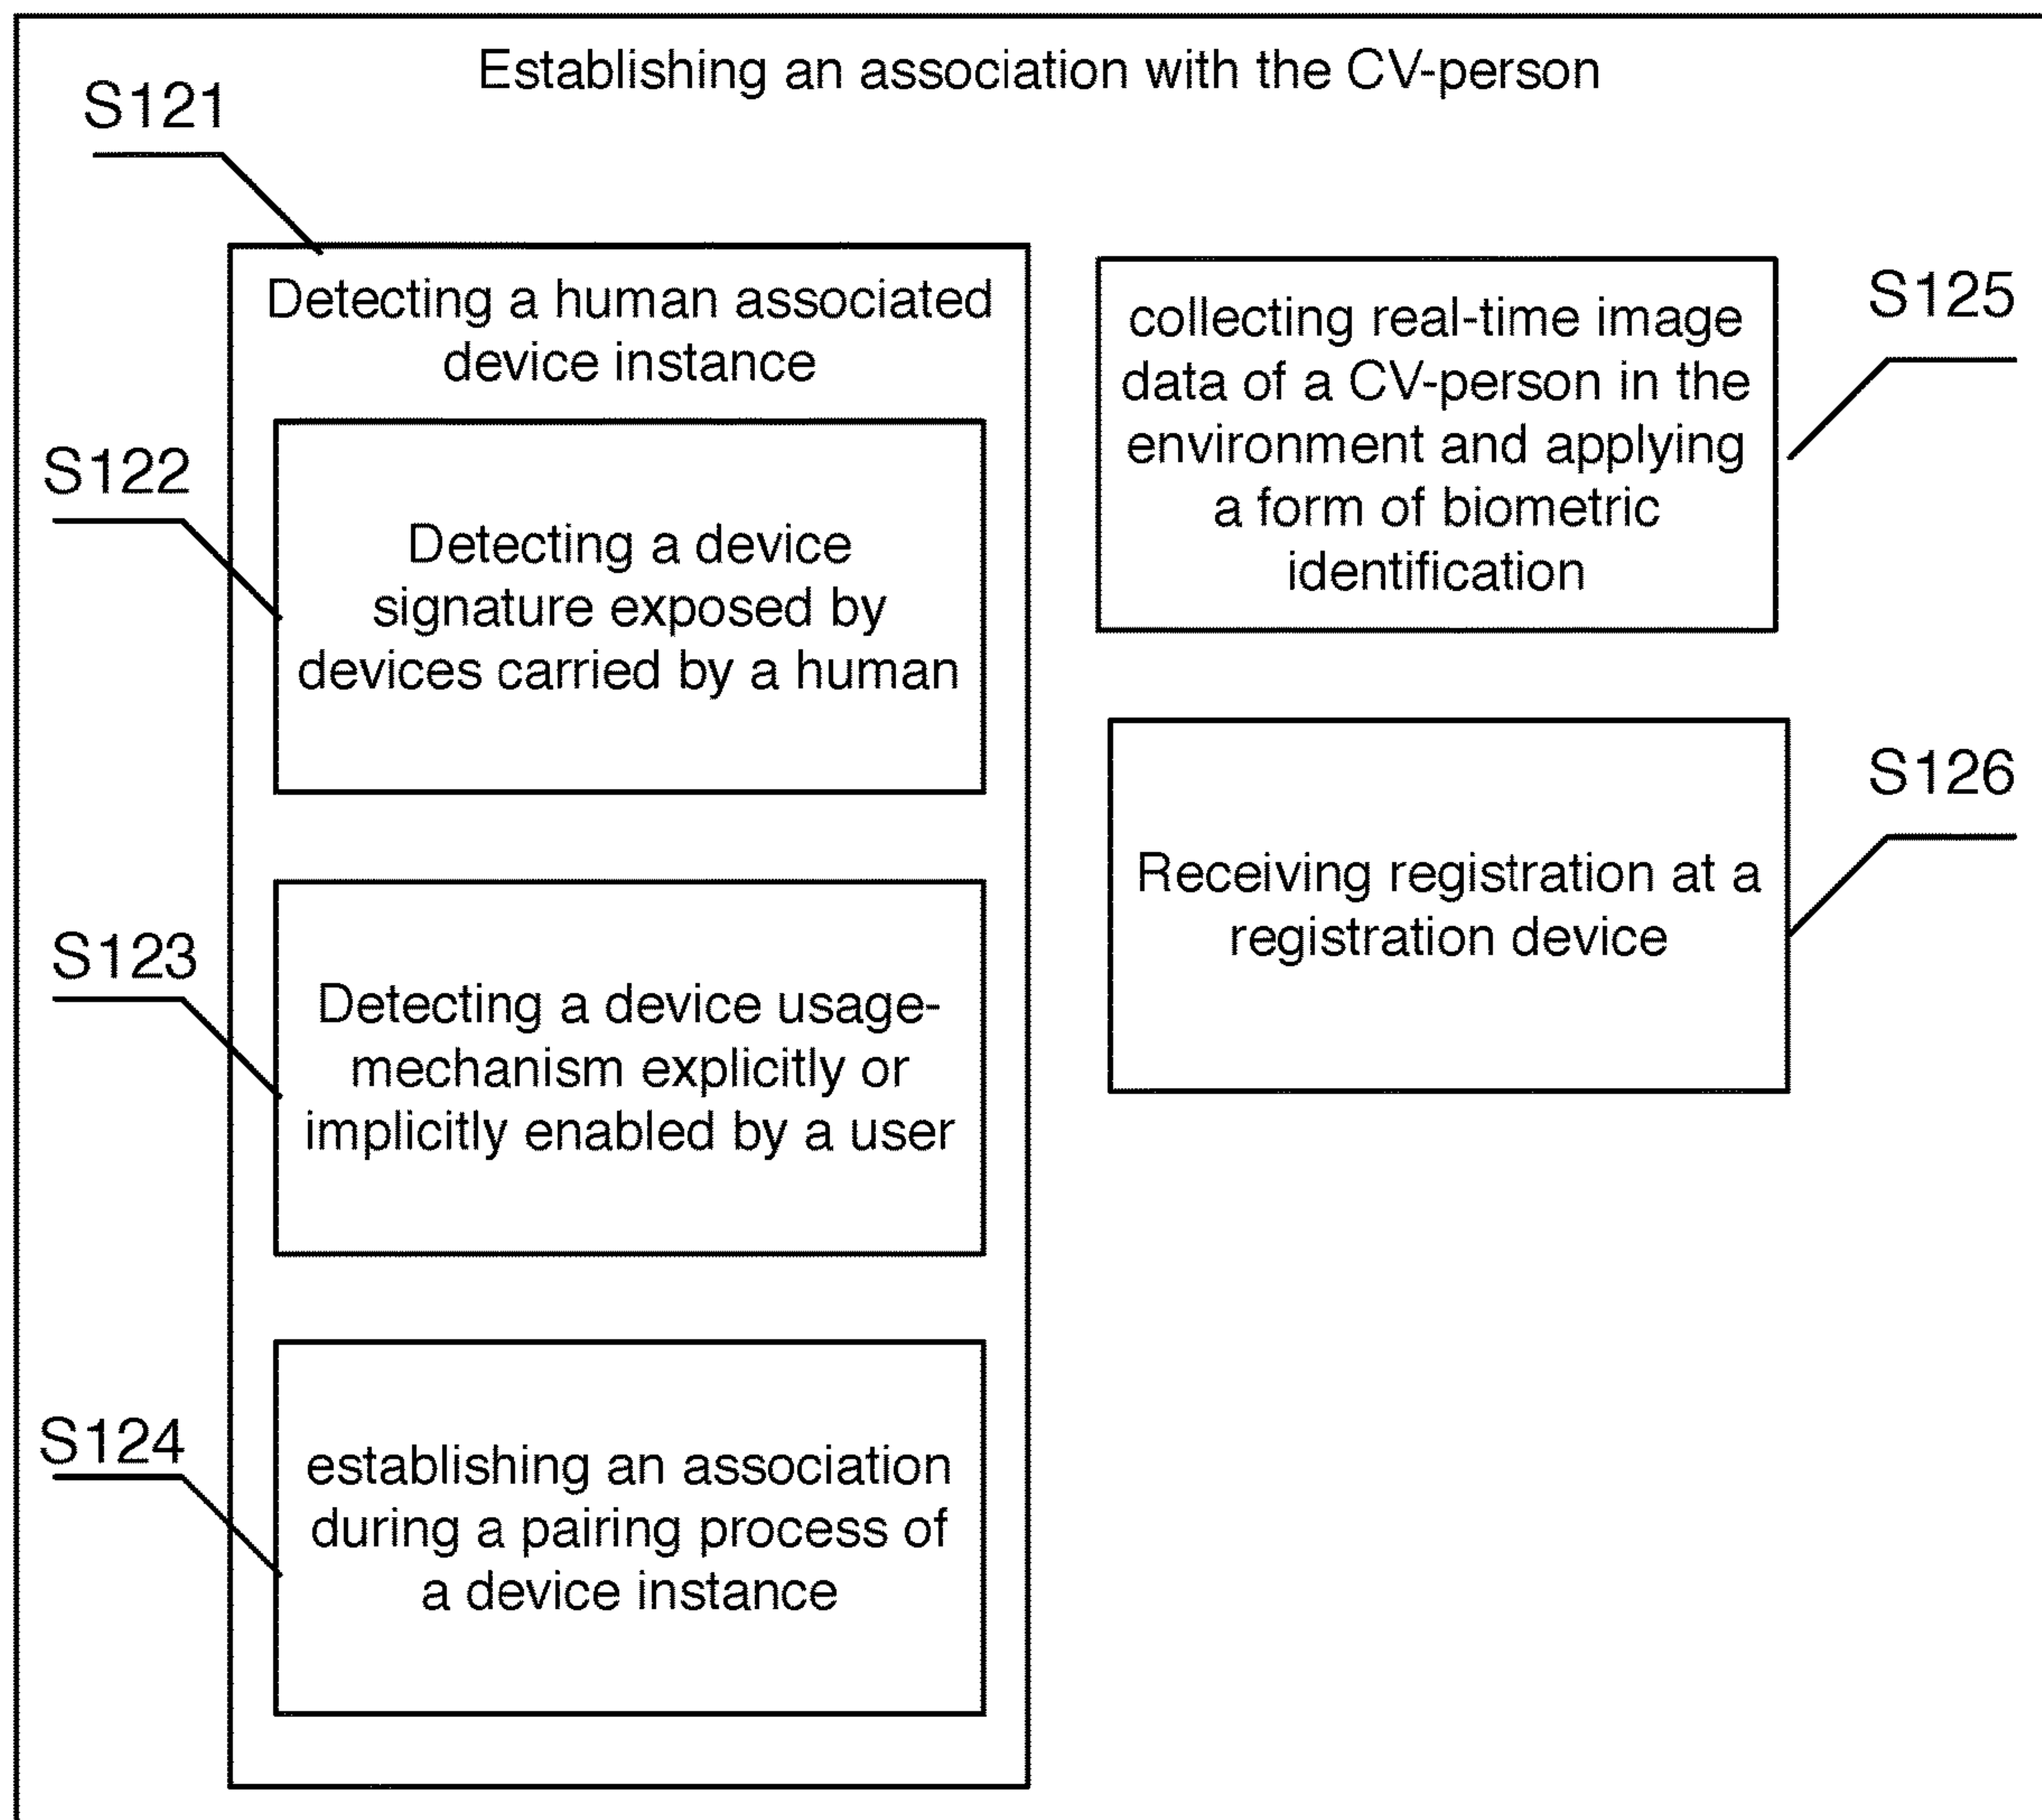 Establishing an association with the CV-person
S121
Detecting a human associated
device instance
S122
Detecting a device
signature exposed by
devices carried by a human
S123
Detecting a device usage-
mechanism explicitly or
implicitly enabled by a user
S124
establishing an association
during a pairing process of
a device instance
S125
collecting real-time image
data of a CV-person in the
environment and applying
a form of biometric
identification
S126
Receiving registration at a
registration device